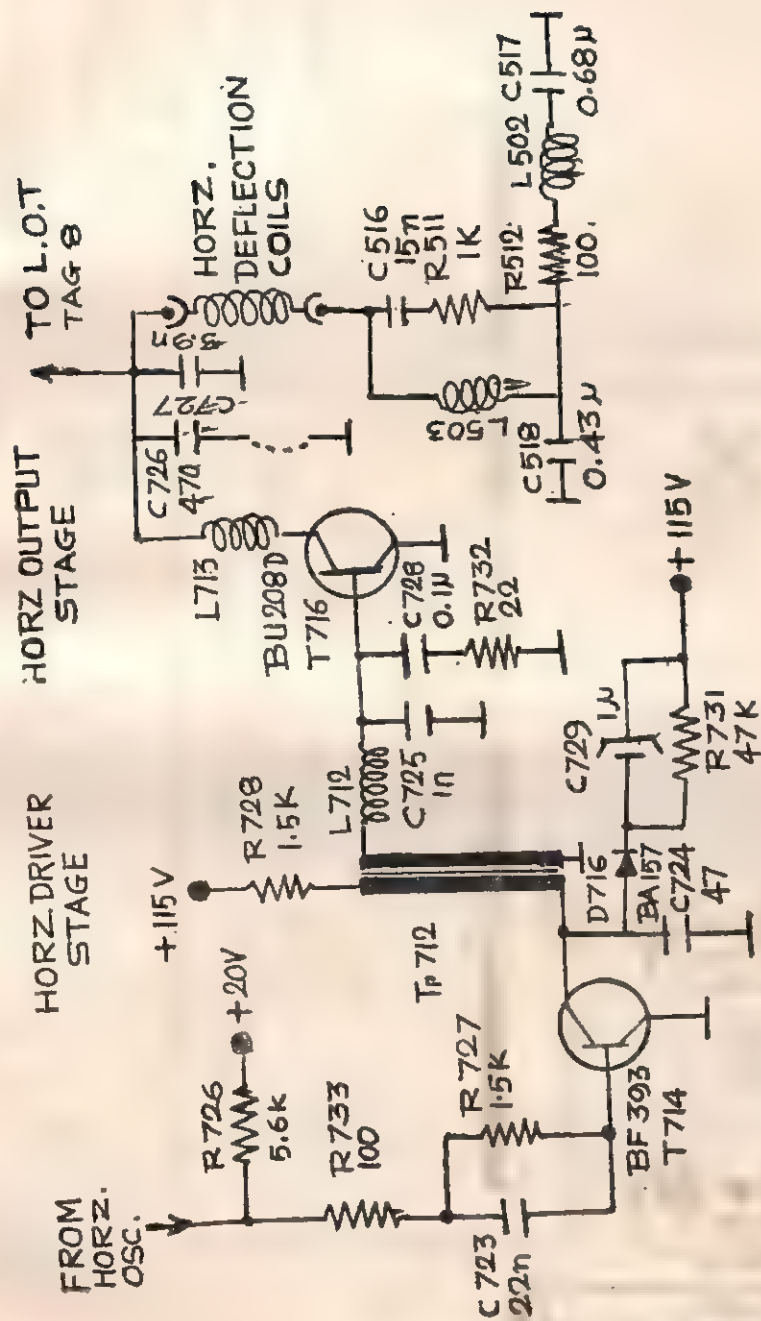 FROM
HORZ.
OSC.
R726
5.6K
+20V
R733
100
C723
22n
R727
1.5K
BF393
T714
HORZ. DRIVER
STAGE
+115V
R728
1.5K
Tp 712
L712
C725
1n
D716
BA157
C724
47
C729
1µ
R731
47K
+115V
HORZ OUTPUT
STAGE
L713
BU208D
T716
C728
0.1µ
R732
22
C726
C727
TO L.O.T
TAG 8
HORZ.
DEFLECTION
COILS
C516
15n
R511
1K
L503
C518
0.43µ
R512
100.
L502
C517
0.68µ